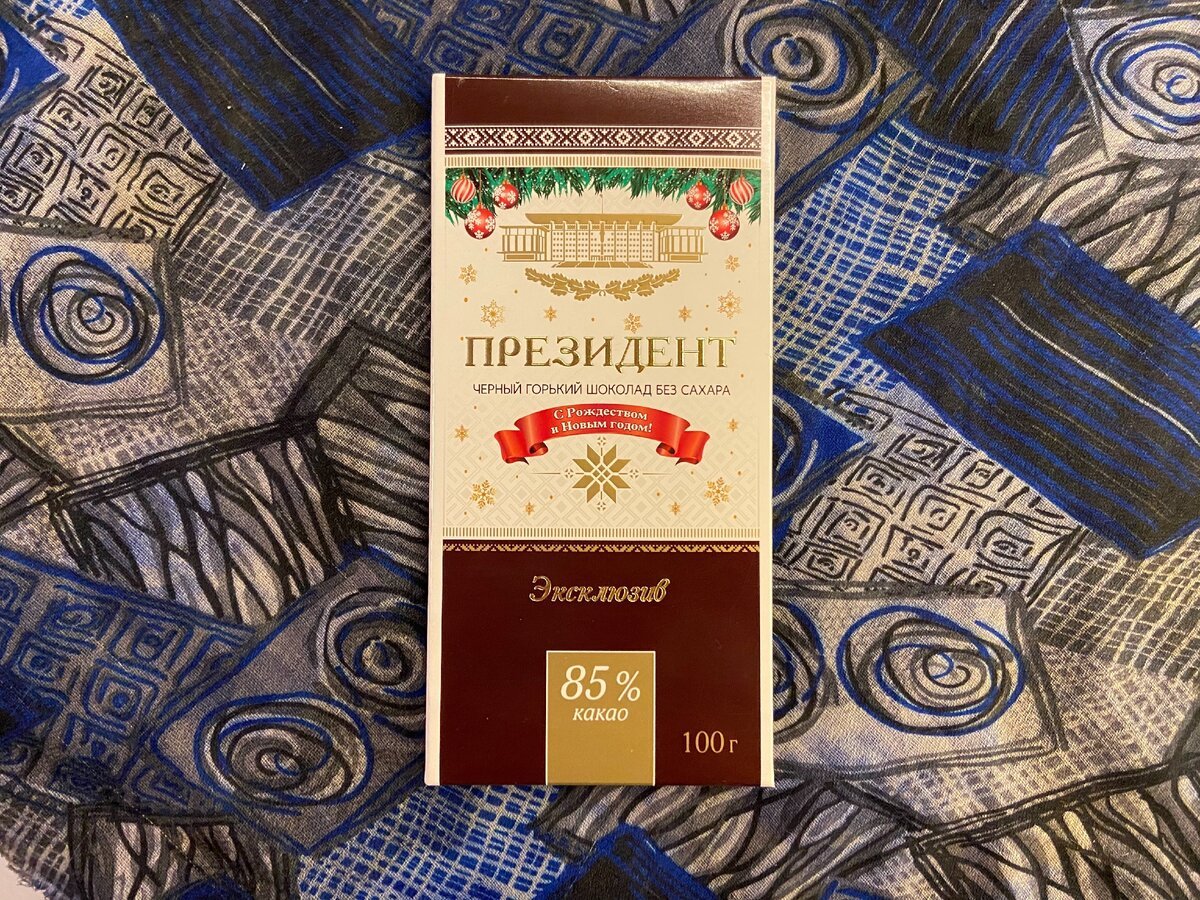 ПРЕЗИДЕНТ
ЧЕРНЫЙ ГОРЬКИЙ ШОКОЛАД БЕЗ САХАРА
С Рождеством
и Новым годом!
Эксклюзив
85 %
какао
100 г